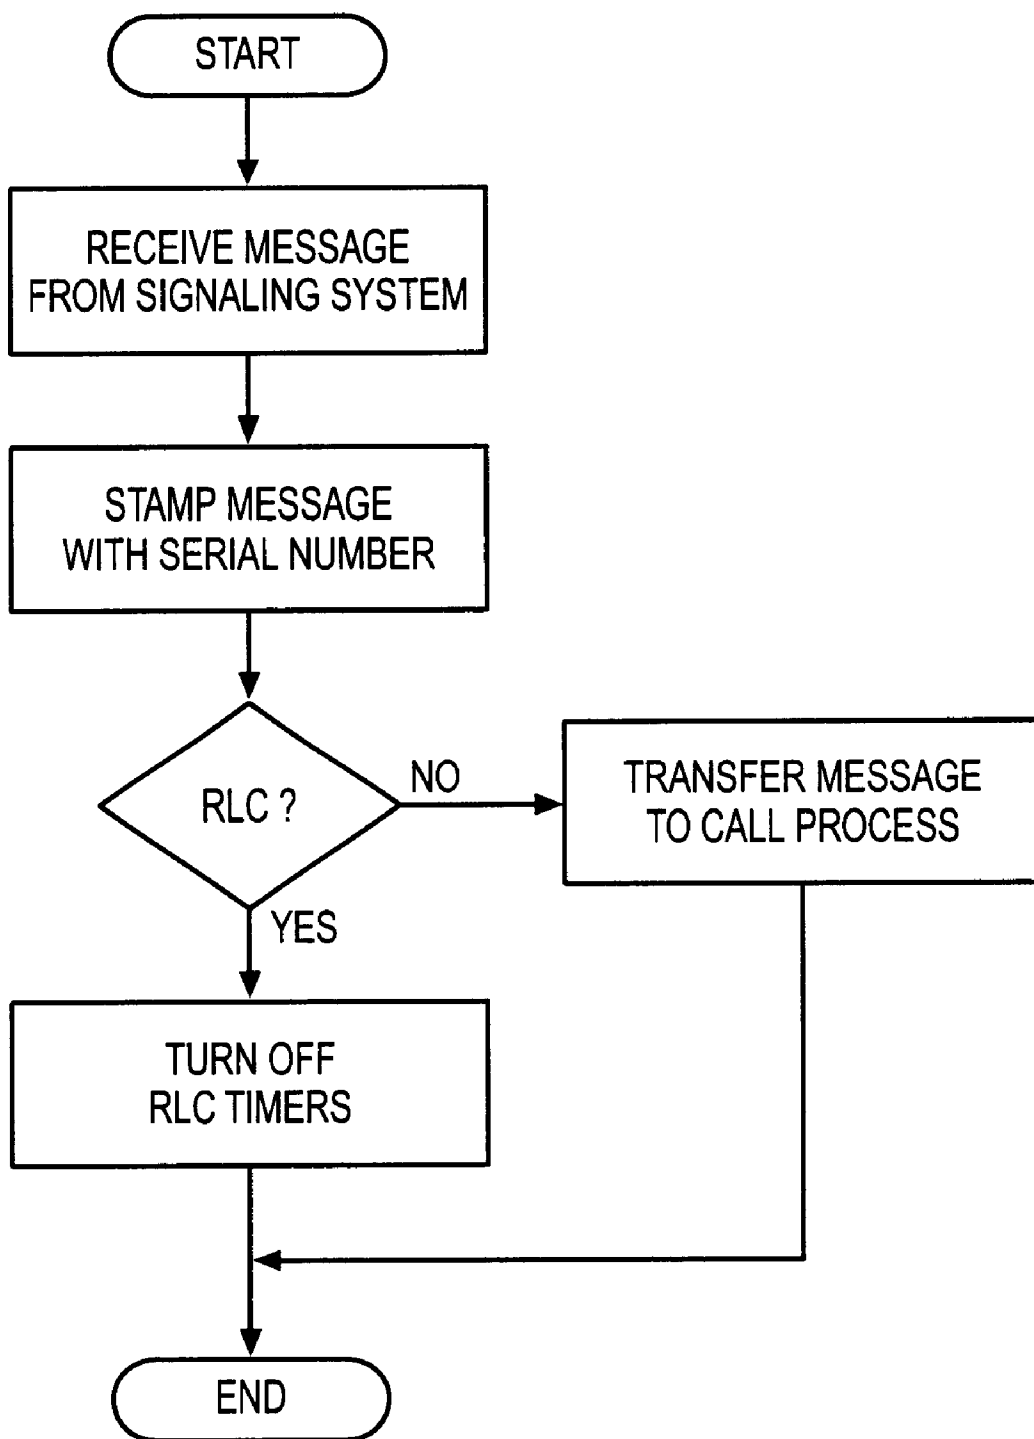 START
RECEIVE MESSAGE
FROM SIGNALING SYSTEM
STAMP MESSAGE
WITH SERIAL NUMBER
RLC ?
NO
TRANSFER MESSAGE
TO CALL PROCESS
YES
TURN OFF
RLC TIMERS
END